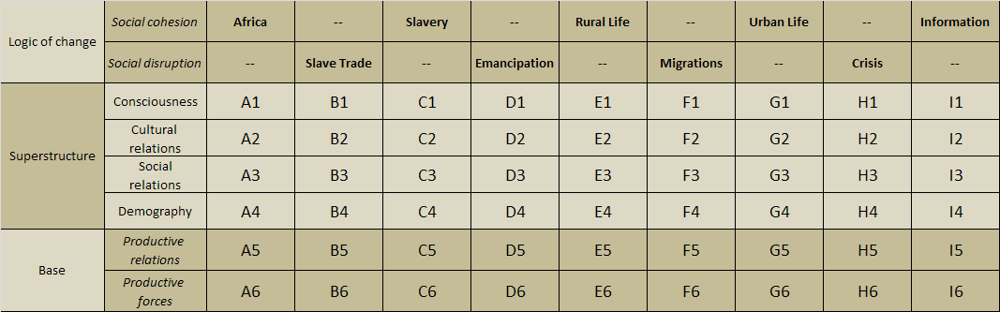 Logic of change Social cohesion Africa -- Slavery -- Rural Life -- Urban Life -- Information
Social disruption -- Slave Trade -- Emancipation -- Migrations -- Crisis --
Superstructure Consciousness A1 B1 C1 D1 E1 F1 G1 H1 I1
Cultural relations A2 B2 C2 D2 E2 F2 G2 H2 I2
Social relations A3 B3 C3 D3 E3 F3 G3 H3 I3
Demography A4 B4 C4 D4 E4 F4 G4 H4 I4
Base Productive relations A5 B5 C5 D5 E5 F5 G5 H5 I5
Productive forces A6 B6 C6 D6 E6 F6 G6 H6 I6